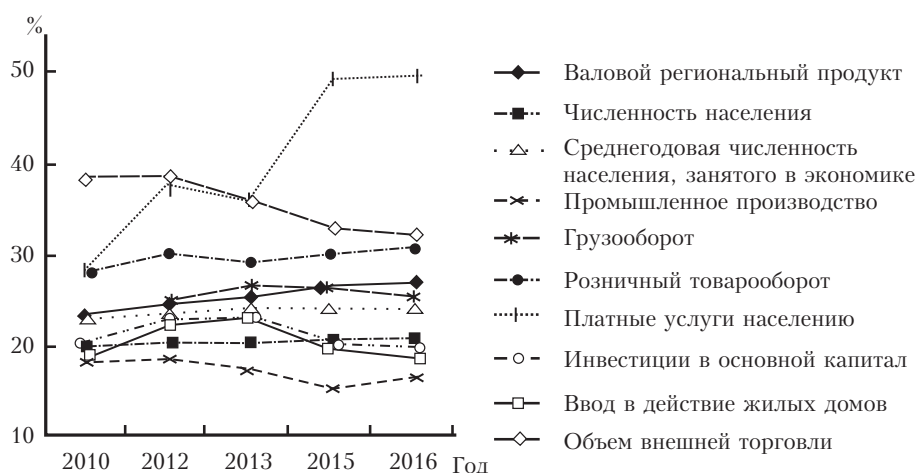 %
50
40
30
20
10
2010 2012 2013 2015 2016 Год
Валовой региональный продукт
Численность населения
Среднегодовая численность
населения, занятого в экономике
Промышленное производство
Грузооборот
Розничный товарооборот
Платные услуги населению
Инвестиции в основной капитал
Ввод в действие жилых домов
Объем внешней торговли